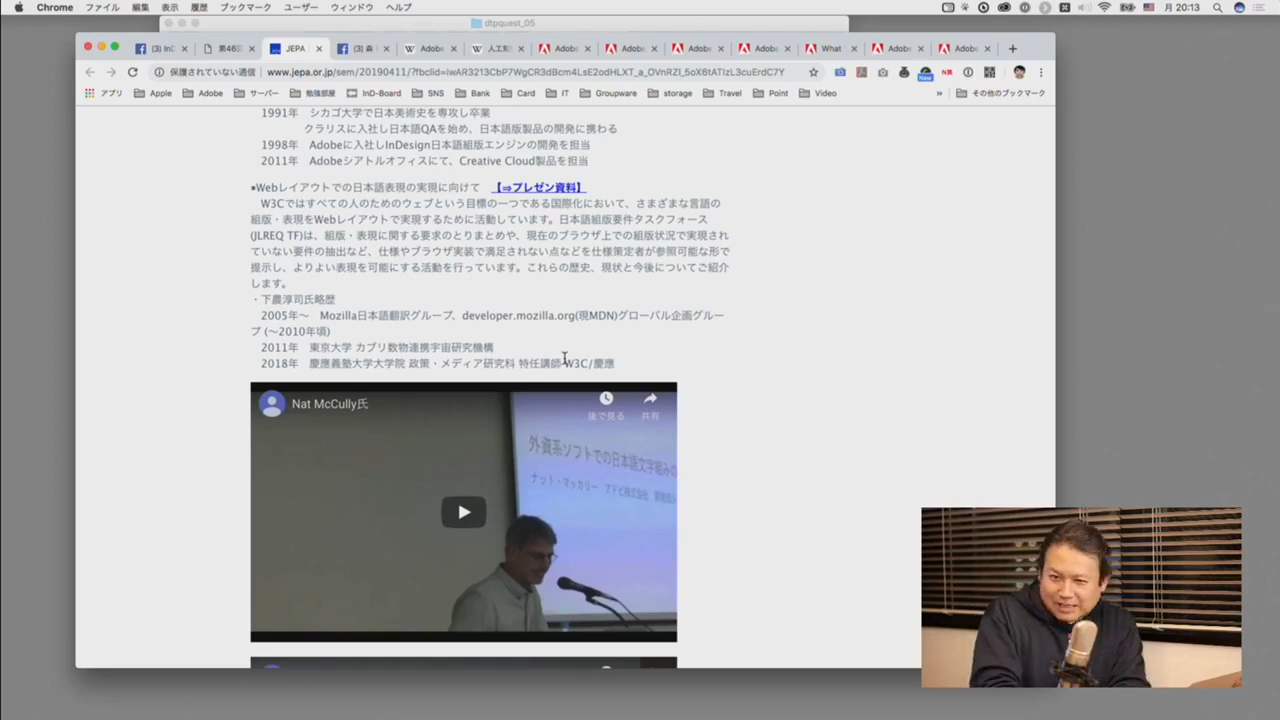 Chrome ファイル 編集 表示 履歴 ブックマーク ユーザー ウィンドウ ヘルプ 月 20:13
dtpquest_05
(3) InD 第46回 JEPA (3) 森 Adobe 人工知 Adobe Adobe Adobe Adobe What Adobe Adobe
保護されていない通信 www.jepa.or.jp/sem/20190411/?fbclid=
アプリ Apple Adobe サーバー 勉強部屋 InD-Board SNS Bank Card IT Groupware storage Travel Point Video » その他のブックマーク
1991年 シカゴ大学で日本美術史を専攻し卒業
クラリスに入社し日本語QAを始め、日本語版製品の開発に携わる
1998年 Adobeに入社しInDesign日本語組版エンジンの開発を担当
2011年 Adobeシアトルオフィスにて、Creative Cloud製品を担当
■Webレイアウトでの日本語表現の実現に向けて 【⇒プレゼン資料】
W3Cではすべての人のためのウェブという目標の一つである国際化において、さまざまな言語の
組版・表現をWebレイアウトで実現するために活動しています。日本語組版要件タスクフォース
(JLREQ TF)は、組版・表現に関する要求のとりまとめや、現在のブラウザ上での組版状況で実現され
ていない要件の抽出など、仕様やブラウザ実装で満足されない点などを仕様策定者が参照可能な形で
提示し、よりよい表現を可能にする活動を行っています。これらの歴史、現状と今後についてご紹介
します。
・下農淳司氏略歴
2005年〜 Mozilla日本語翻訳グループ、developer.mozilla.org(現MDN)グローバル企画グルー
プ (〜2010年頃)
2011年 東京大学 カブリ数物連携宇宙研究機構
2018年 慶應義塾大学大学院 政策・メディア研究科 特任講師 W3C/慶應
Nat McCully氏
後で見る 共有
外資系ソフトでの日本語文字組みの
ナット・マッカリー アドビ株式会社